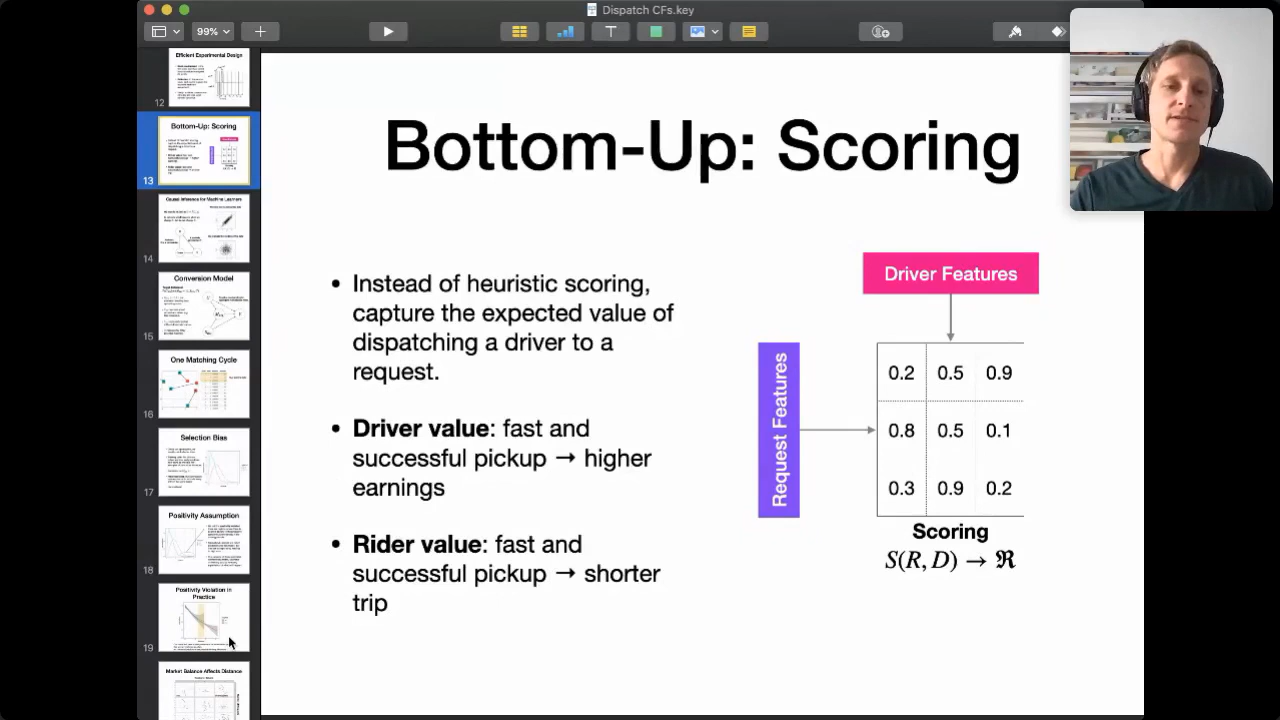 Dispatch CFs.key
99%
Efficient Experimental Design
12
Bottom-Up: Scoring
13
Causal Inference for Machine Learners
14
Conversion Model
15
One Matching Cycle
16
Selection Bias
17
Positivity Assumption
18
Positivity Violation in
Practice
19
Market Balance Affects Distance
Bottom-Up: Scoring
• Instead of heuristic scoring,
capture the expected value of
dispatching a driver to a
request.
• Driver value: fast and
successful pickup → higher
earnings
• Rider value: fast and
successful pickup → shorter
trip
Driver Features
Request Features
0.2 0.5 0.9
0.8 0.5 0.1
0.3 0.9 0.2
Scoring
S(R, D) → ℜ